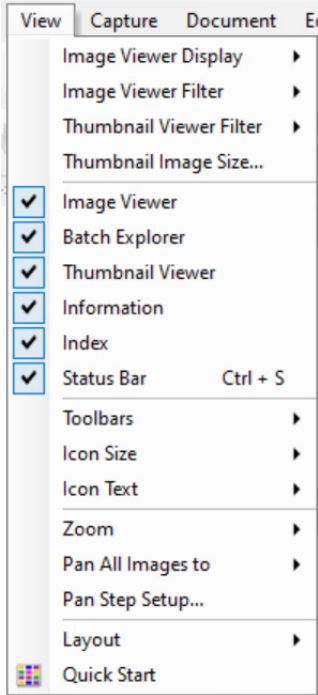 View Capture Document
Image Viewer Display
Image Viewer Filter
Thumbnail Viewer Filter
Thumbnail Image Size...
Image Viewer
Batch Explorer
Thumbnail Viewer
Information
Index
Status Bar Ctrl + S
Toolbars
Icon Size
Icon Text
Zoom
Pan All Images to
Pan Step Setup...
Layout
Quick Start